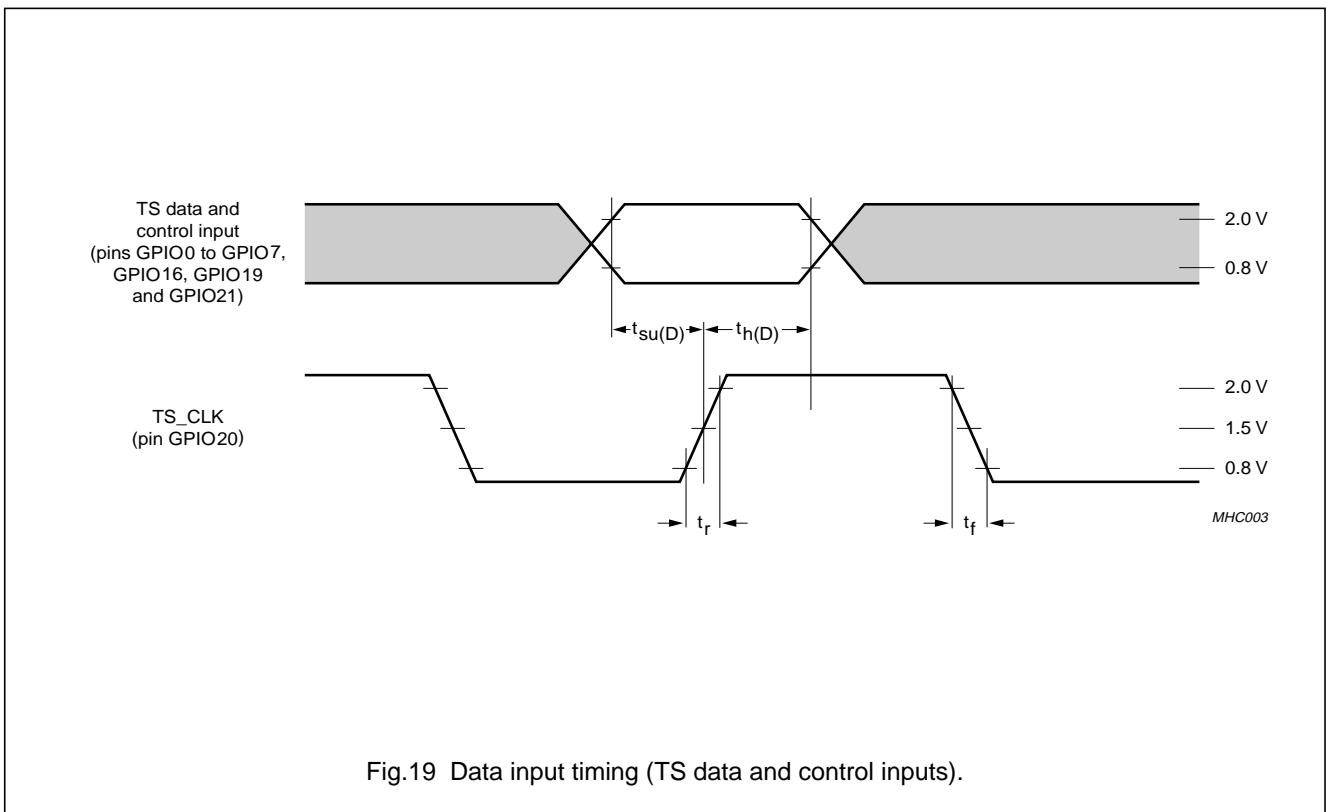 TS data and
control input
(pins GPIO0 to GPIO7,
GPIO16, GPIO19
and GPIO21)
2.0 V
0.8 V
tsu(D)
th(D)
TS_CLK
(pin GPIO20)
2.0 V
1.5 V
0.8 V
tr
tf
MHC003
Fig.19 Data input timing (TS data and control inputs).